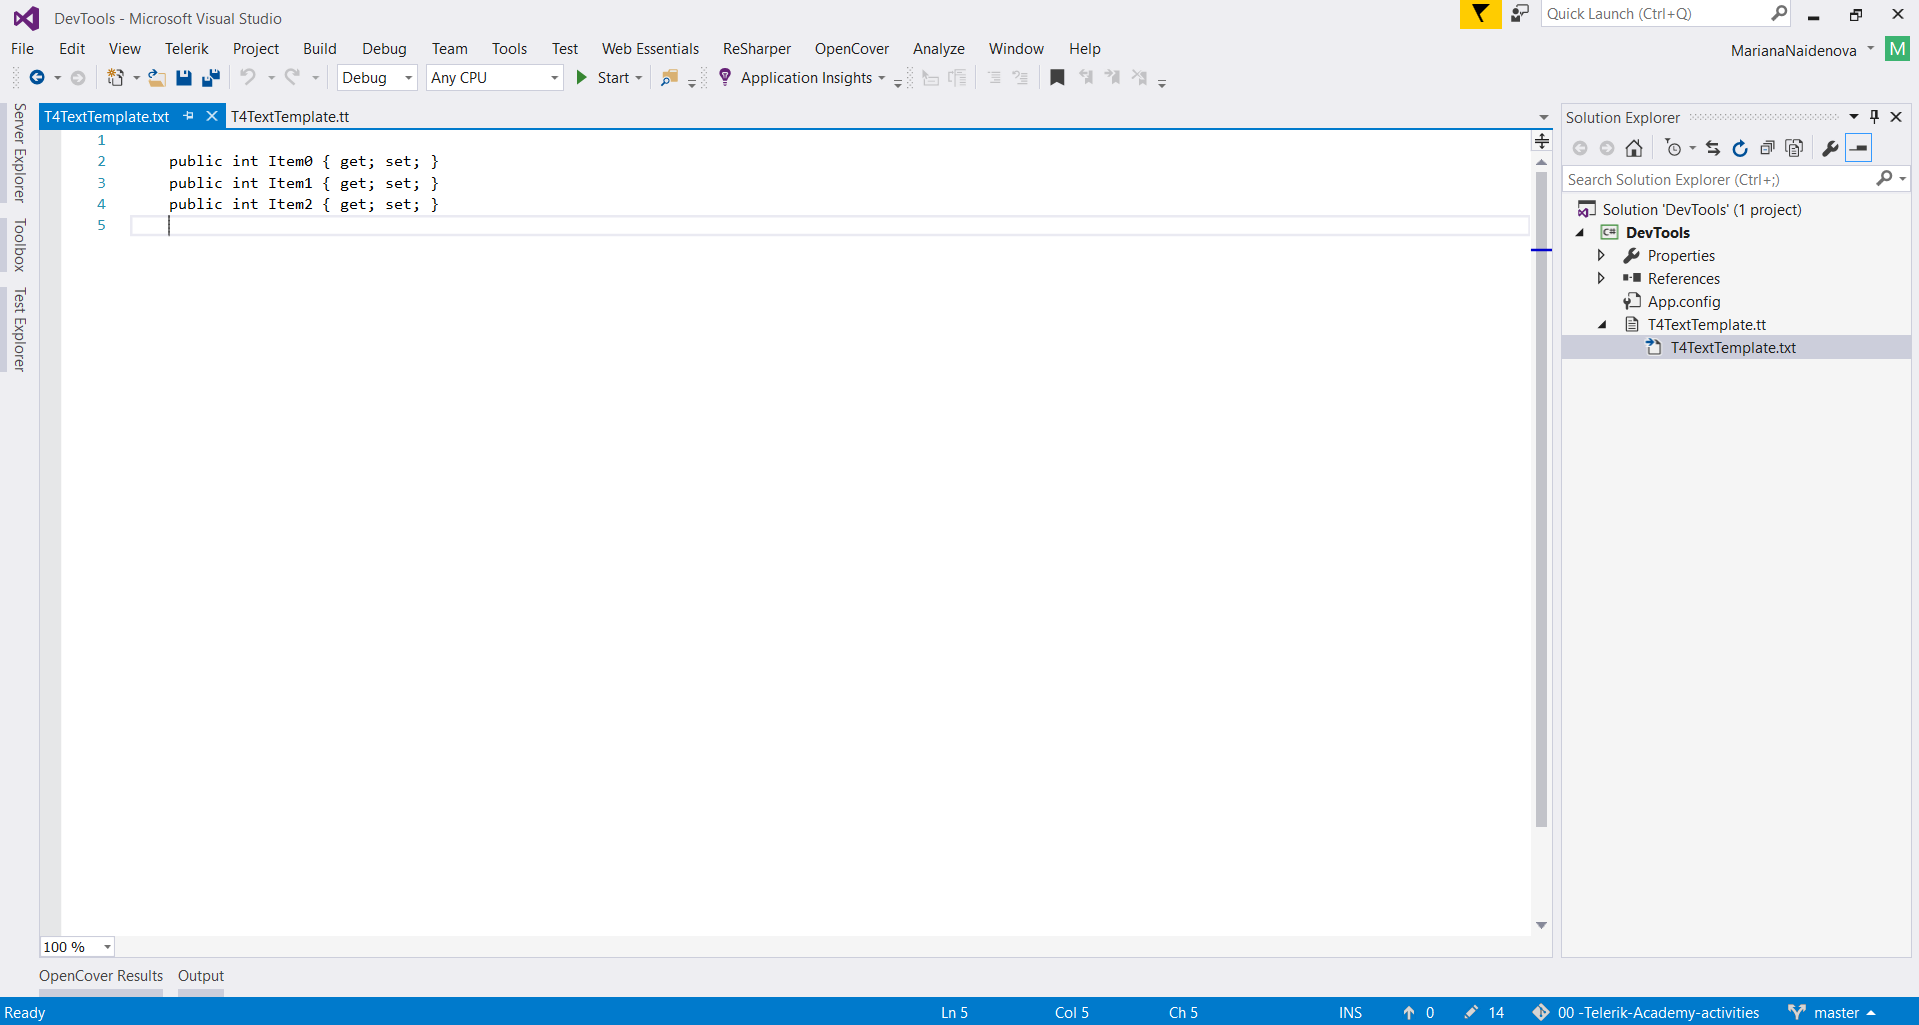 DevTools - Microsoft Visual Studio
Quick Launch (Ctrl+Q)
File Edit View Telerik Project Build Debug Team Tools Test Web Essentials ReSharper OpenCover Analyze Window Help
MarianaNaidenova M
Debug Any CPU Start Application Insights
Server Explorer
Toolbox
Test Explorer
T4TextTemplate.txt T4TextTemplate.tt
1
2 public int Item0 { get; set; }
3 public int Item1 { get; set; }
4 public int Item2 { get; set; }
5
100 %
Solution Explorer
Search Solution Explorer (Ctrl+;)
Solution 'DevTools' (1 project)
C# DevTools
Properties
References
App.config
T4TextTemplate.tt
T4TextTemplate.txt
OpenCover Results Output
Ready Ln 5 Col 5 Ch 5 INS 0 14 00 -Telerik-Academy-activities master